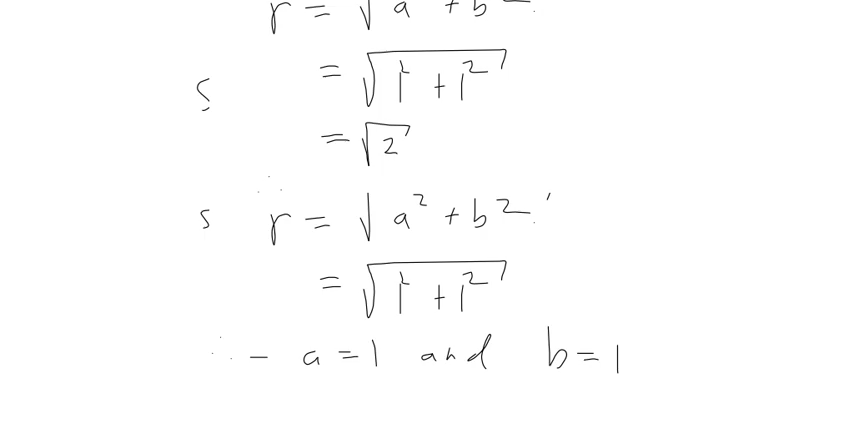 r = √a² + b²
= √1² + 1²
= √2
r = √a² + b²
= √1² + 1²
∴ - a = 1 and b = 1